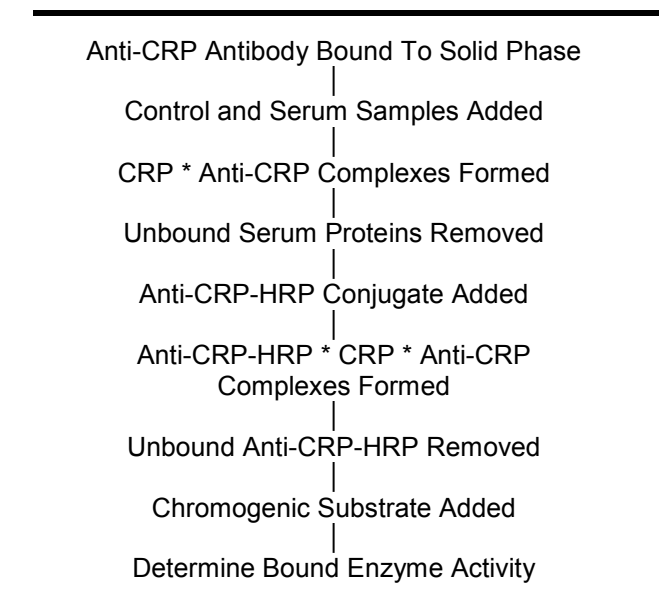 Anti-CRP Antibody Bound To Solid Phase
Control and Serum Samples Added
CRP * Anti-CRP Complexes Formed
Unbound Serum Proteins Removed
Anti-CRP-HRP Conjugate Added
Anti-CRP-HRP * CRP * Anti-CRP
Complexes Formed
Unbound Anti-CRP-HRP Removed
Chromogenic Substrate Added
Determine Bound Enzyme Activity